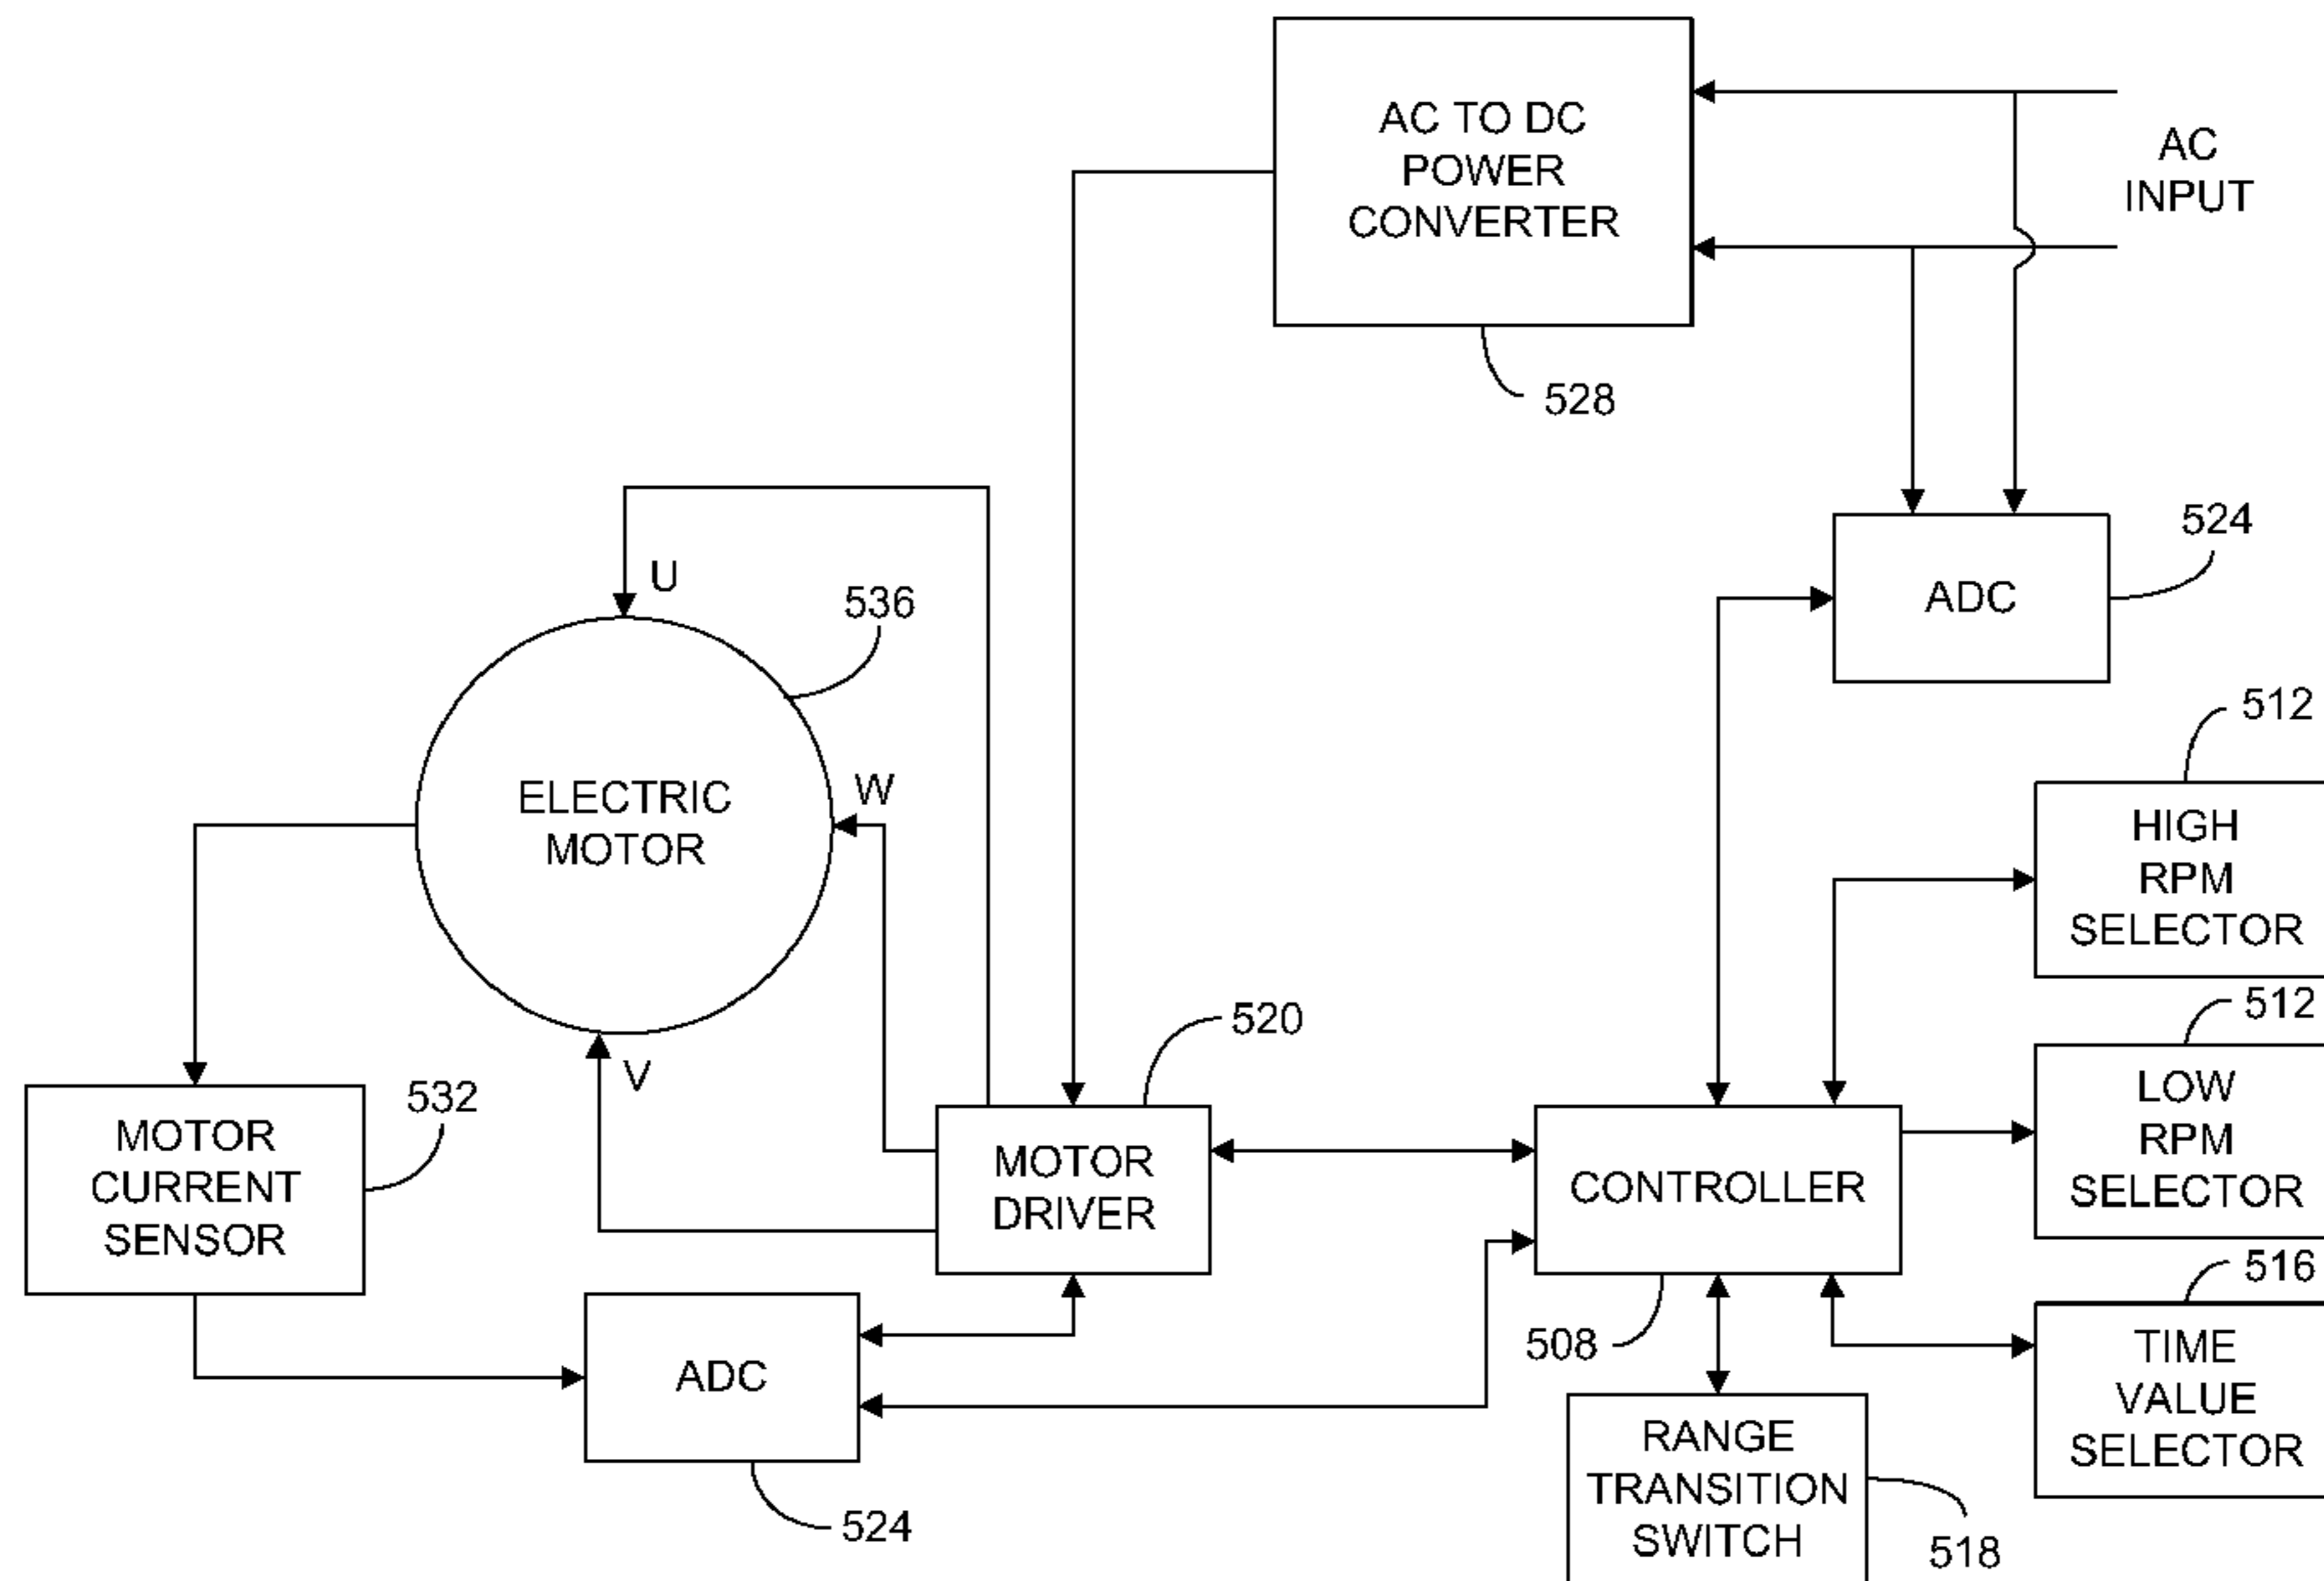 AC TO DC
POWER
CONVERTER
AC
INPUT
528
524
ADC
U
536
512
HIGH
RPM
SELECTOR
W
ELECTRIC
MOTOR
512
LOW
RPM
SELECTOR
520
V
532
MOTOR
CURRENT
SENSOR
MOTOR
DRIVER
CONTROLLER
516
TIME
VALUE
SELECTOR
508
ADC
524
RANGE
TRANSITION
SWITCH
518